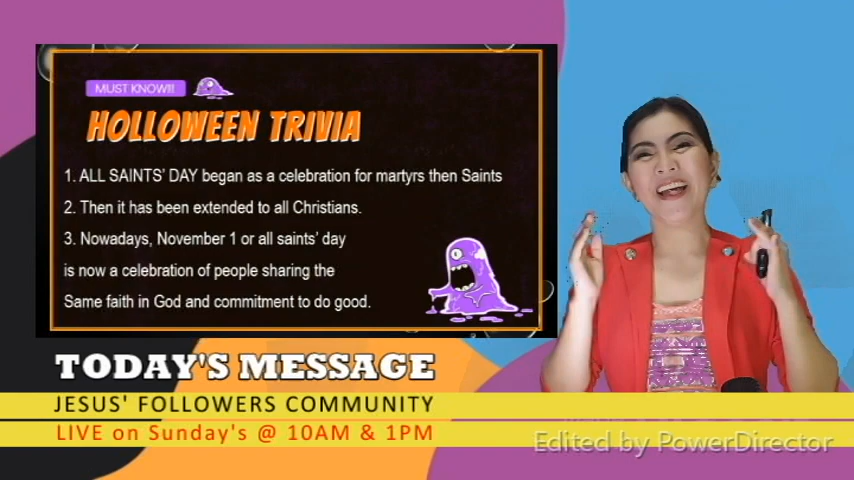 MUST KNOW!!!
HOLLOWEEN TRIVIA
1. ALL SAINTS' DAY began as a celebration for martyrs then Saints
2. Then it has been extended to all Christians.
3. Nowadays, November 1 or all saints' day
is now a celebration of people sharing the
Same faith in God and commitment to do good.
TODAY'S MESSAGE
JESUS' FOLLOWERS COMMUNITY
LIVE on Sunday's @ 10AM & 1PM
Edited by PowerDirector